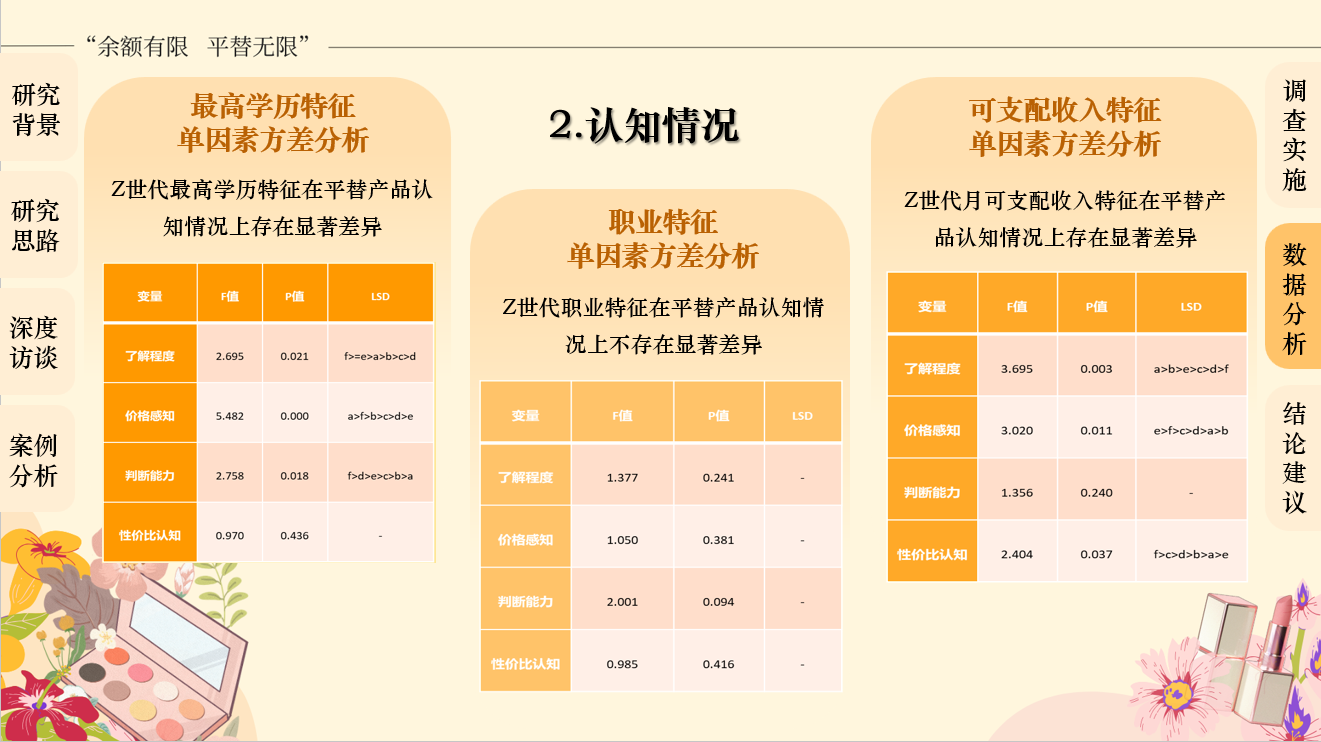 “余额有限 平替无限”
研究
背景
研究
思路
深度
访谈
案例
分析
最高学历特征
单因素方差分析
Z世代最高学历特征在平替产品认
知情况上存在显著差异
变量 F值 P值 LSD
了解程度 2.695 0.021 f>=e>a>b>c>d
价格感知 5.482 0.000 a>f>b>c>d>e
判断能力 2.758 0.018 f>d>e>c>b>a
性价比认知 0.970 0.436 -
2.认知情况
职业特征
单因素方差分析
Z世代职业特征在平替产品认知情
况上不存在显著差异
变量 F值 P值 LSD
了解程度 1.377 0.241 -
价格感知 1.050 0.381 -
判断能力 2.001 0.094 -
性价比认知 0.985 0.416 -
可支配收入特征
单因素方差分析
Z世代月可支配收入特征在平替产
品认知情况上存在显著差异
变量 F值 P值 LSD
了解程度 3.695 0.003 a>b>e>c>d>f
价格感知 3.020 0.011 e>f>c>d>a>b
判断能力 1.356 0.240 -
性价比认知 2.404 0.037 f>c>d>b>a>e
调查实施
数据分析
结论建议